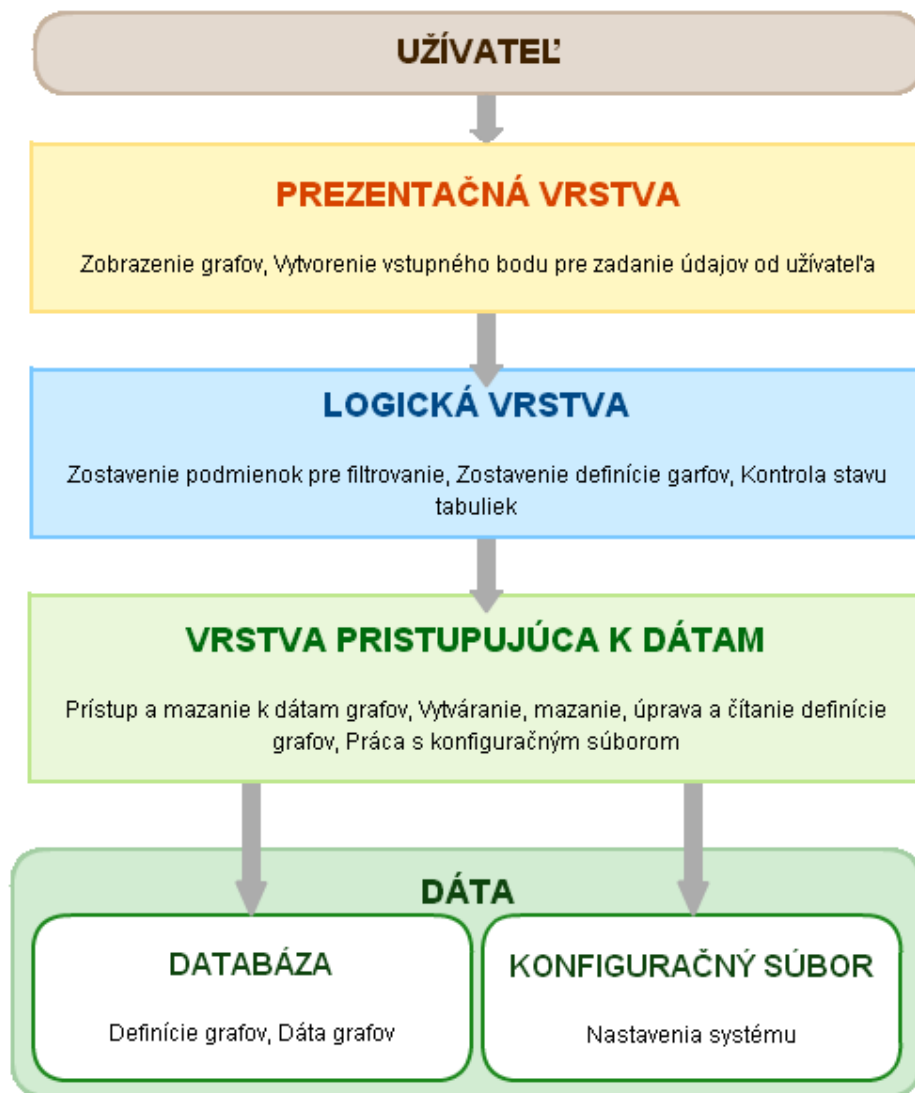 UŽÍVATEĽ
PREZENTAČNÁ VRSTVA
Zobrazenie grafov, Vytvorenie vstupného bodu pre zadanie údajov od užívateľa
LOGICKÁ VRSTVA
Zostavenie podmienok pre filtrovanie, Zostavenie definície garfov, Kontrola stavu
tabuliek
VRSTVA PRISTUPUJÚCA K DÁTAM
Prístup a mazanie k dátam grafov, Vytváranie, mazanie, úprava a čítanie definície
grafov, Práca s konfiguračným súborom
DÁTA
DATABÁZA
Definície grafov, Dáta grafov
KONFIGURAČNÝ SÚBOR
Nastavenia systému